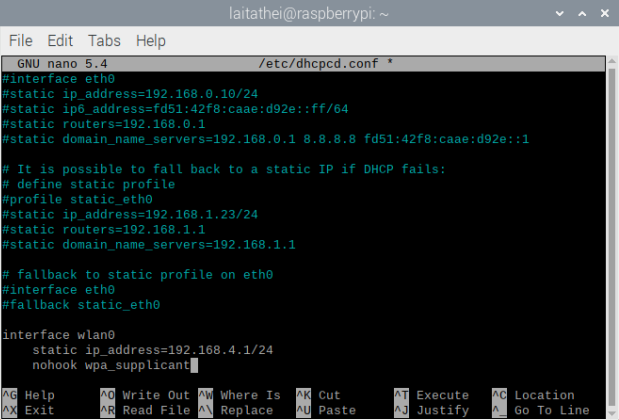 laitathei@raspberrypi: ~
File Edit Tabs Help
GNU nano 5.4 /etc/dhcpcd.conf *
#interface eth0
#static ip_address=192.168.0.10/24
#static ip6_address=fd51:42f8:caae:d92e::ff/64
#static routers=192.168.0.1
#static domain_name_servers=192.168.0.1 8.8.8.8 fd51:42f8:caae:d92e::1
# It is possible to fall back to a static IP if DHCP fails:
# define static profile
#profile static_eth0
#static ip_address=192.168.1.23/24
#static routers=192.168.1.1
#static domain_name_servers=192.168.1.1
# fallback to static profile on eth0
#interface eth0
#fallback static_eth0
interface wlan0
static ip_address=192.168.4.1/24
nohook wpa_supplicant
^G Help ^O Write Out ^W Where Is ^K Cut ^T Execute ^C Location
^X Exit ^R Read File ^\ Replace ^U Paste ^J Justify ^_ Go To Line